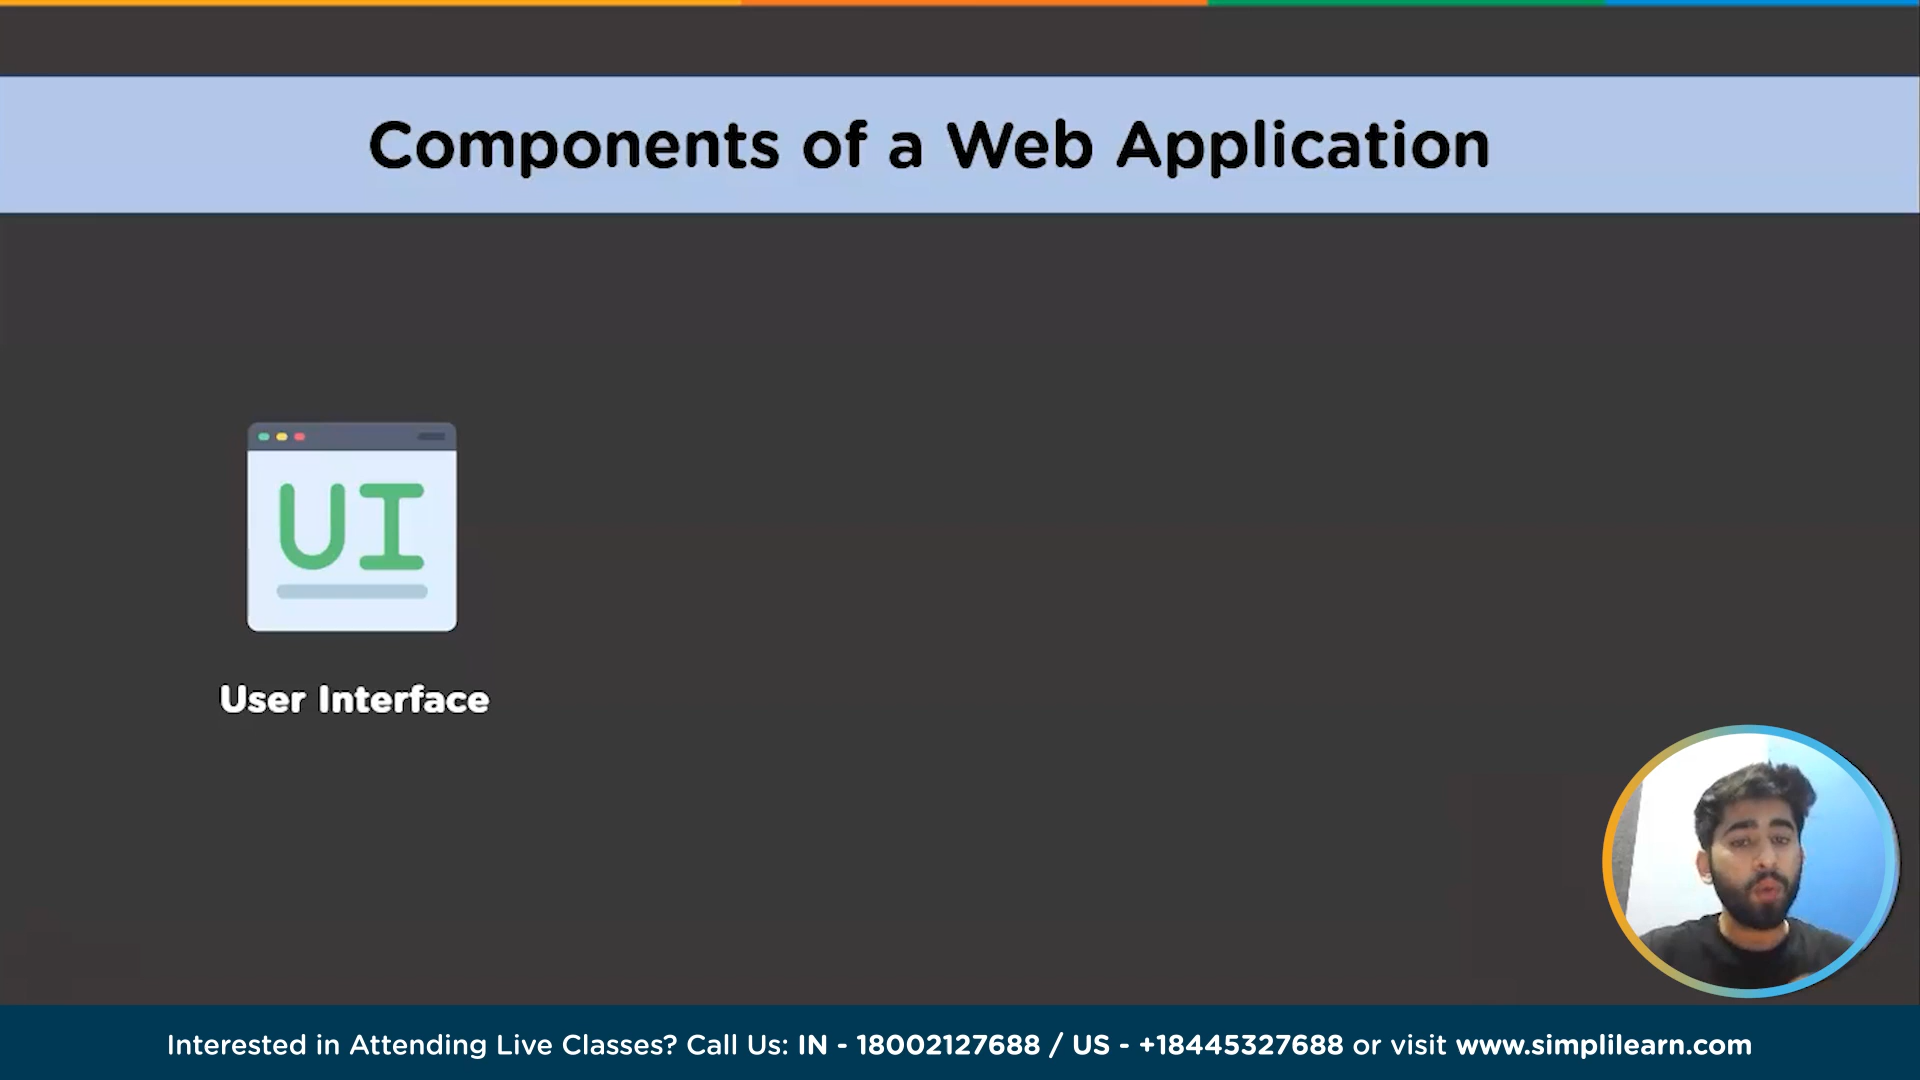 Components of a Web Application
UI
User Interface
Interested in Attending Live Classes? Call Us: IN - 18002127688 / US - +18445327688 or visit www.simplilearn.com